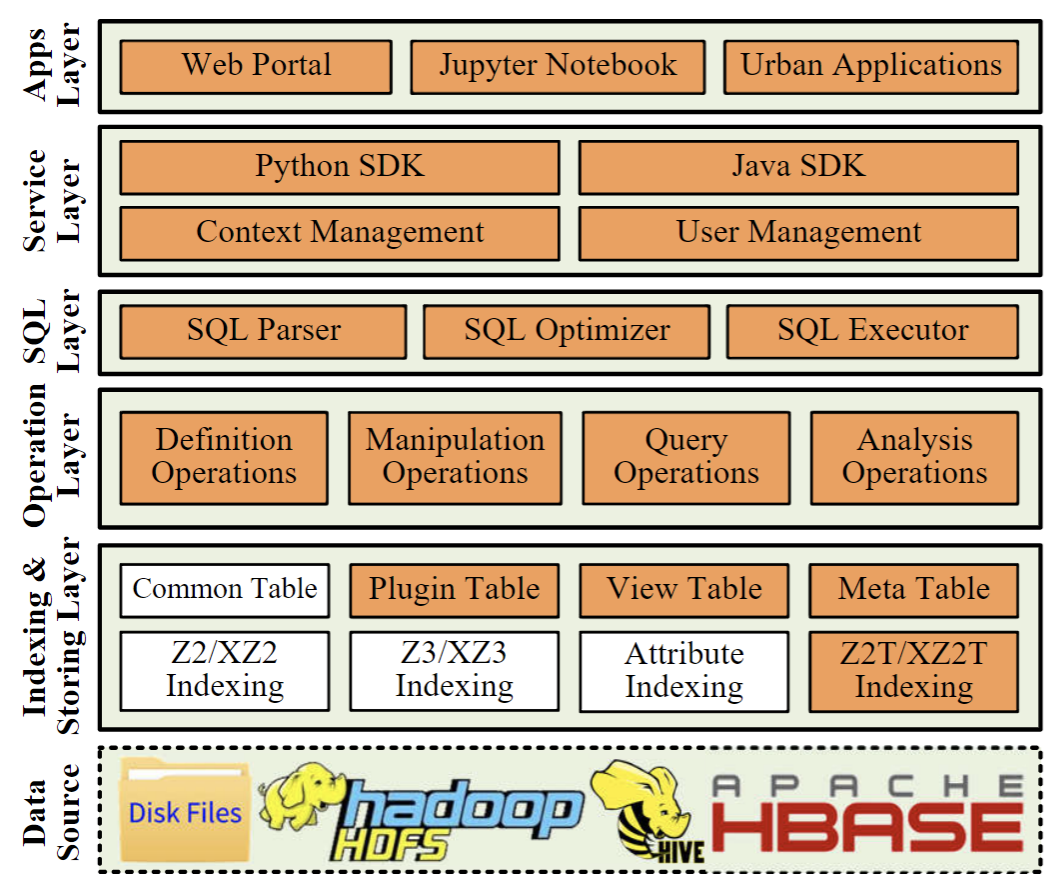 Apps
Layer
Web Portal
Jupyter Notebook
Urban Applications
Service
Layer
Python SDK
Java SDK
Context Management
User Management
SQL
Layer
SQL Parser
SQL Optimizer
SQL Executor
Operation
Layer
Definition
Operations
Manipulation
Operations
Query
Operations
Analysis
Operations
Indexing &
Storing Layer
Common Table
Plugin Table
View Table
Meta Table
Z2/XZ2
Indexing
Z3/XZ3
Indexing
Attribute
Indexing
Z2T/XZ2T
Indexing
Data
Source
Disk Files
hadoop
HDFS
HIVE
APACHE
HBASE